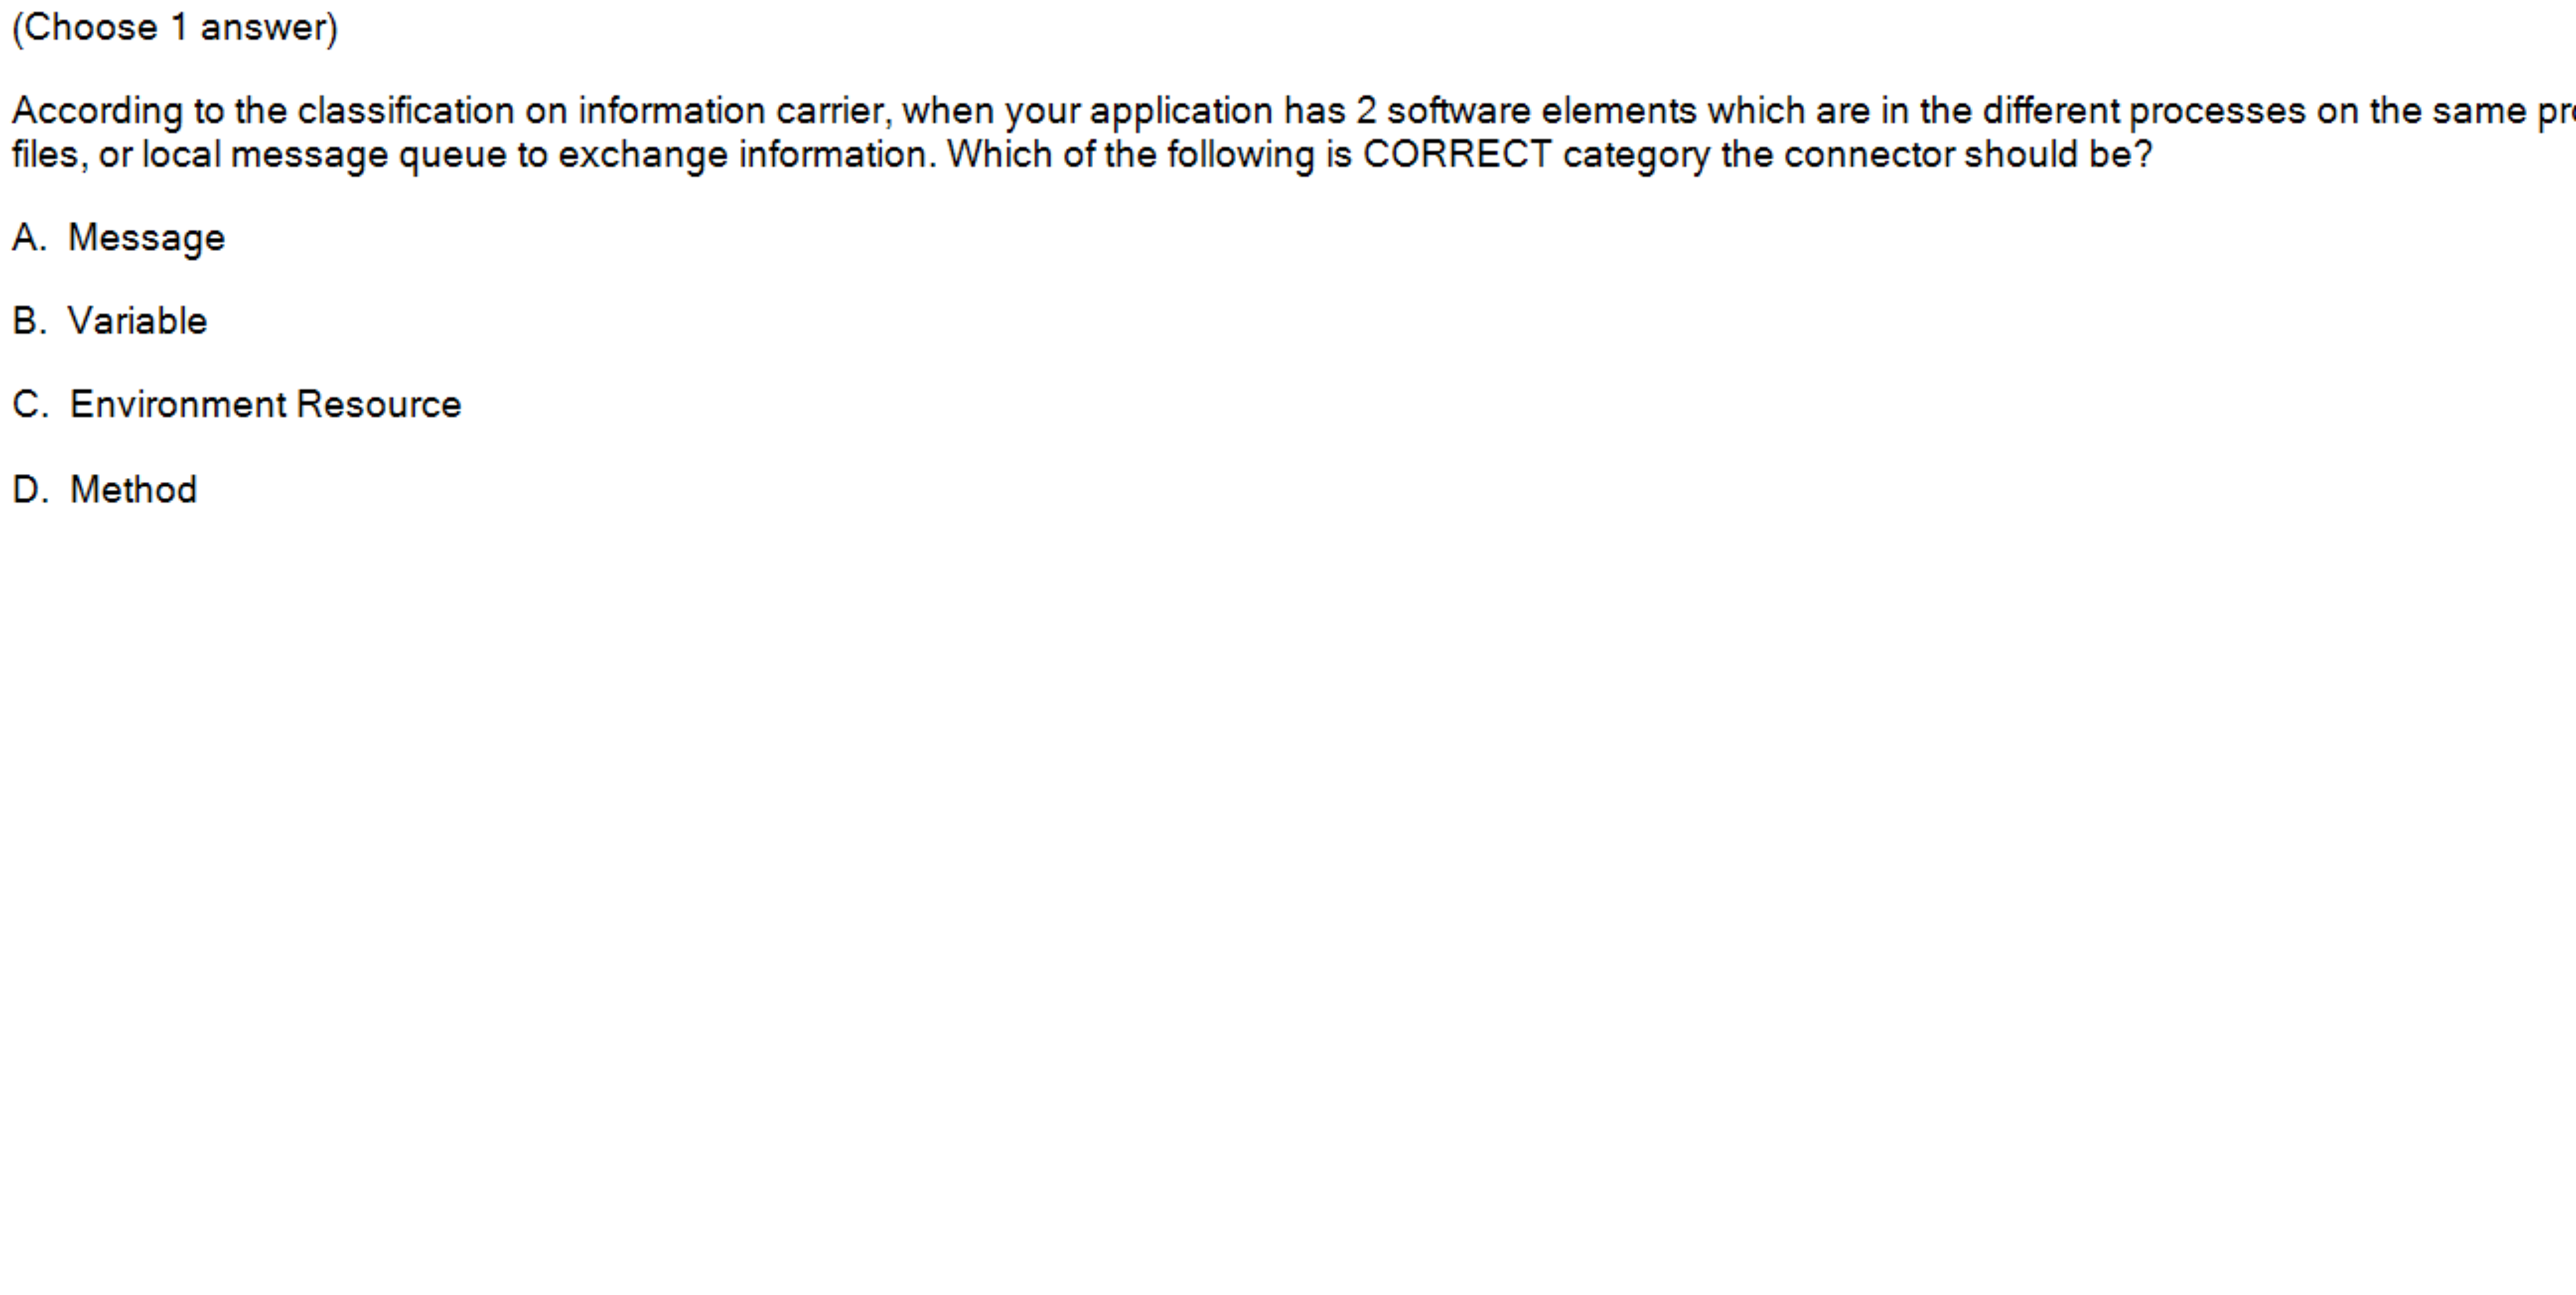 (Choose 1 answer)
According to the classification on information carrier, when your application has 2 software elements which are in the different processes on the same
files, or local message queue to exchange information. Which of the following is CORRECT category the connector should be?
A. Message
B. Variable
C. Environment Resource
D. Method